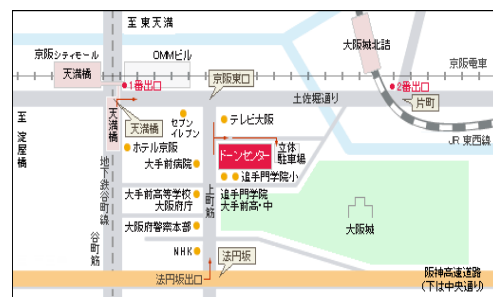 至東天満
京阪シティモール
OMMビル
天満橋
1番出口
京阪東口
大阪城北詰
京阪電車
2番出口
土佐堀通り
片町
至淀屋橋
天満橋
天満橋
セブン
イレブン
テレビ大阪
JR東西線
ホテル京阪
大手前病院
ドーンセンター
立体
駐車場
追手門学院小
地下鉄谷町線
大手前高等学校
大阪府庁
上町筋
追手門学院
大手前高・中
大阪府警察本部
大阪城
谷町筋
NHK
法円坂
法円坂出口
阪神高速道路
(下は中央通り)